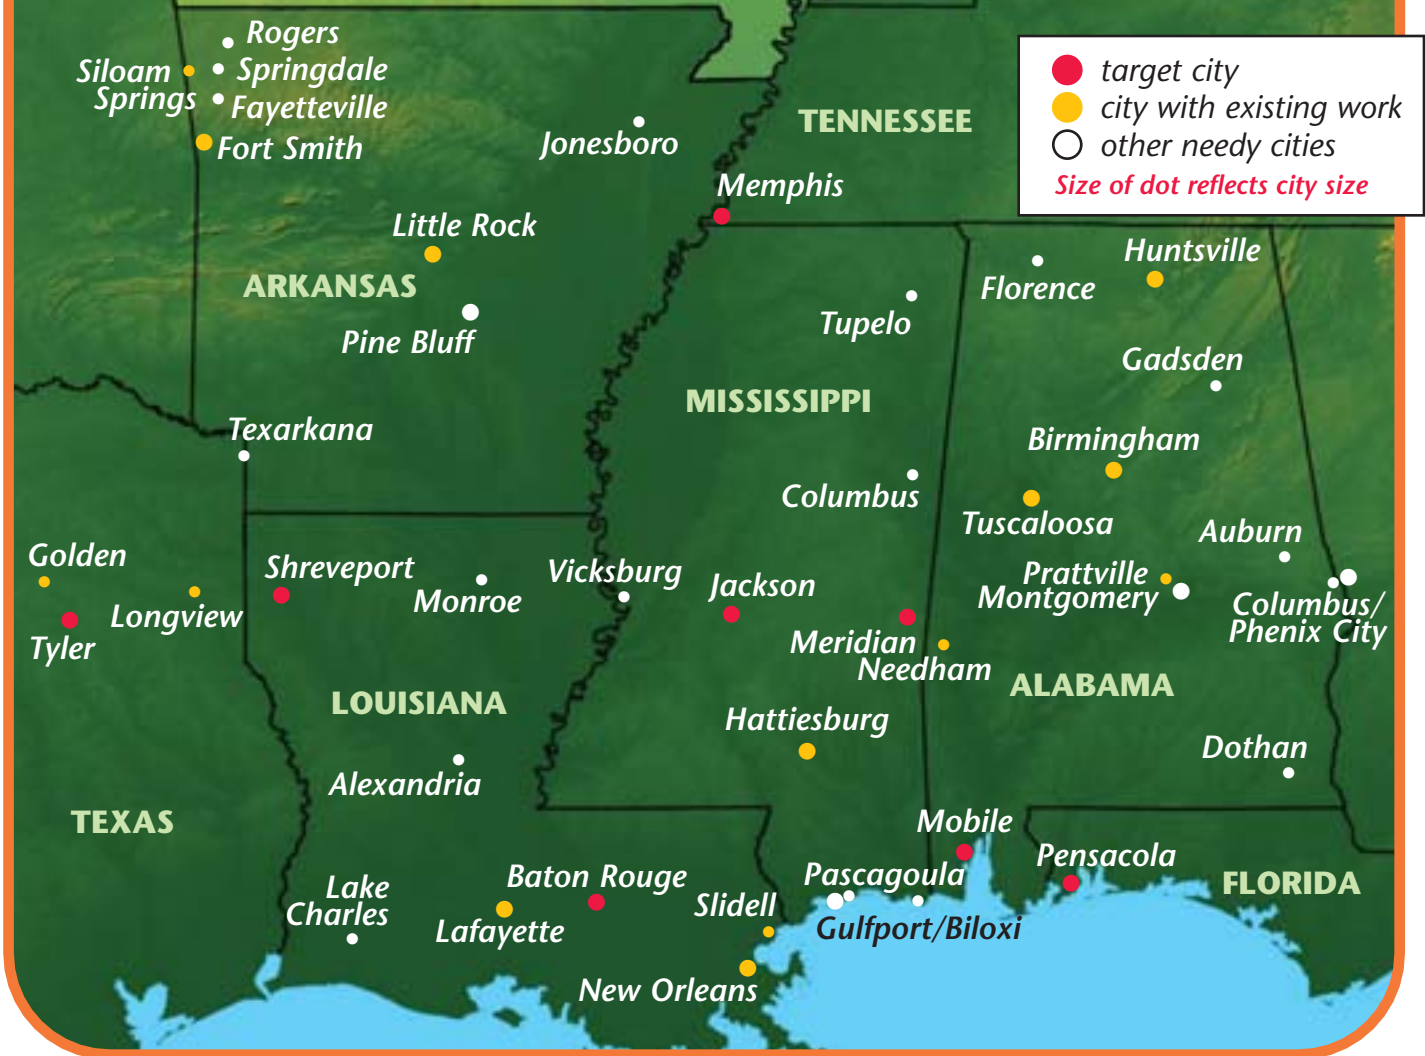 Rogers
Siloam
Springs
Springdale
Fayetteville
Fort Smith
Jonesboro
TENNESSEE
target city
city with existing work
other needy cities
Size of dot reflects city size
Memphis
Little Rock
ARKANSAS
Pine Bluff
Huntsville
Florence
Tupelo
Gadsden
MISSISSIPPI
Texarkana
Birmingham
Columbus
Tuscaloosa
Auburn
Golden
Shreveport
Monroe
Vicksburg
Jackson
Prattville
Montgomery
Columbus/
Phenix City
Longview
Tyler
Meridian
Needham
ALABAMA
LOUISIANA
Hattiesburg
Dothan
Alexandria
TEXAS
Mobile
Pensacola
Pascagoula
FLORIDA
Baton Rouge
Lake
Charles
Slidell
Lafayette
Gulfport/Biloxi
New Orleans